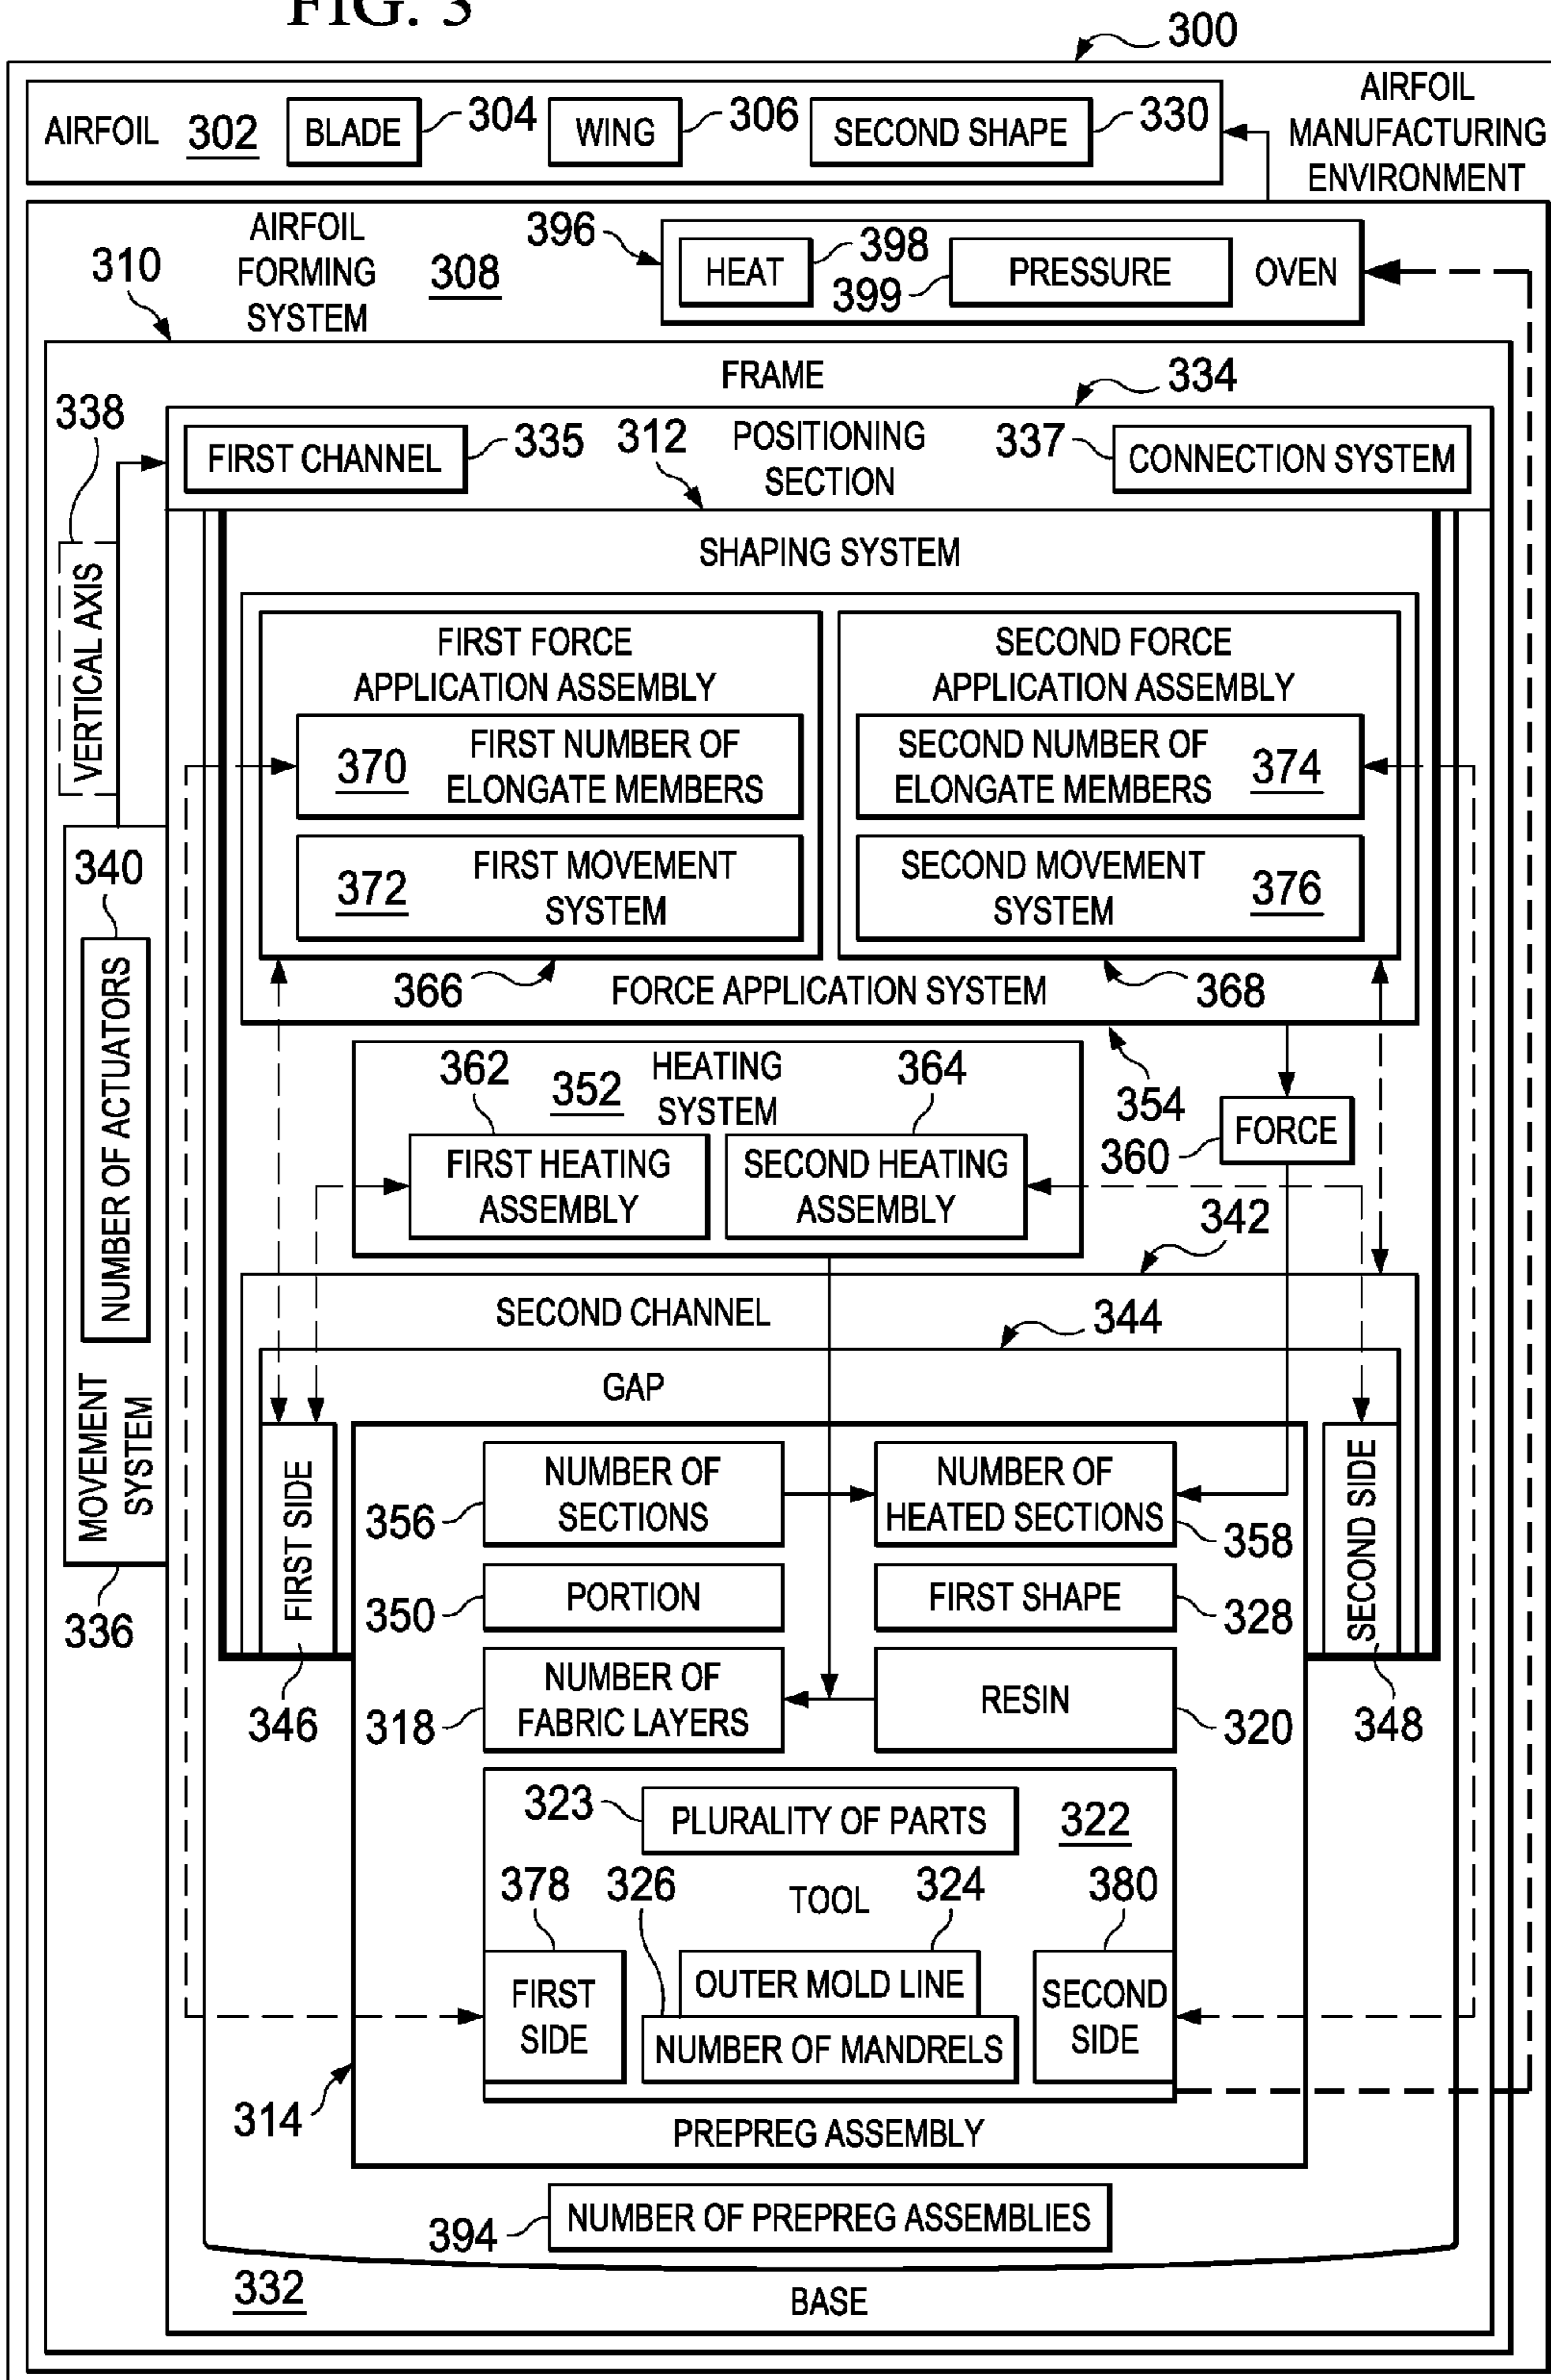 FIG. 3
300
AIRFOIL 302
BLADE
304
WING
306
SECOND SHAPE
330
AIRFOIL
MANUFACTURING
ENVIRONMENT
AIRFOIL
FORMING
SYSTEM
308
310
396
HEAT
398
399
PRESSURE
OVEN
FRAME
334
338
FIRST CHANNEL
335
312
POSITIONING
SECTION
337
CONNECTION SYSTEM
VERTICAL AXIS
SHAPING SYSTEM
FIRST FORCE
APPLICATION ASSEMBLY
370
FIRST NUMBER OF
ELONGATE MEMBERS
372
FIRST MOVEMENT
SYSTEM
SECOND FORCE
APPLICATION ASSEMBLY
SECOND NUMBER OF
ELONGATE MEMBERS
374
SECOND MOVEMENT
SYSTEM
376
366
FORCE APPLICATION SYSTEM
368
340
NUMBER OF ACTUATORS
MOVEMENT
SYSTEM
336
362
352
HEATING
SYSTEM
364
FIRST HEATING
ASSEMBLY
SECOND HEATING
ASSEMBLY
354
FORCE
360
342
SECOND CHANNEL
344
GAP
FIRST SIDE
346
SECOND SIDE
348
NUMBER OF
SECTIONS
356
NUMBER OF
HEATED SECTIONS
358
350
PORTION
FIRST SHAPE
328
318
NUMBER OF
FABRIC LAYERS
RESIN
320
323
PLURALITY OF PARTS
322
378
326
TOOL
324
380
FIRST
SIDE
OUTER MOLD LINE
NUMBER OF MANDRELS
SECOND
SIDE
314
PREPREG ASSEMBLY
394
NUMBER OF PREPREG ASSEMBLIES
332
BASE